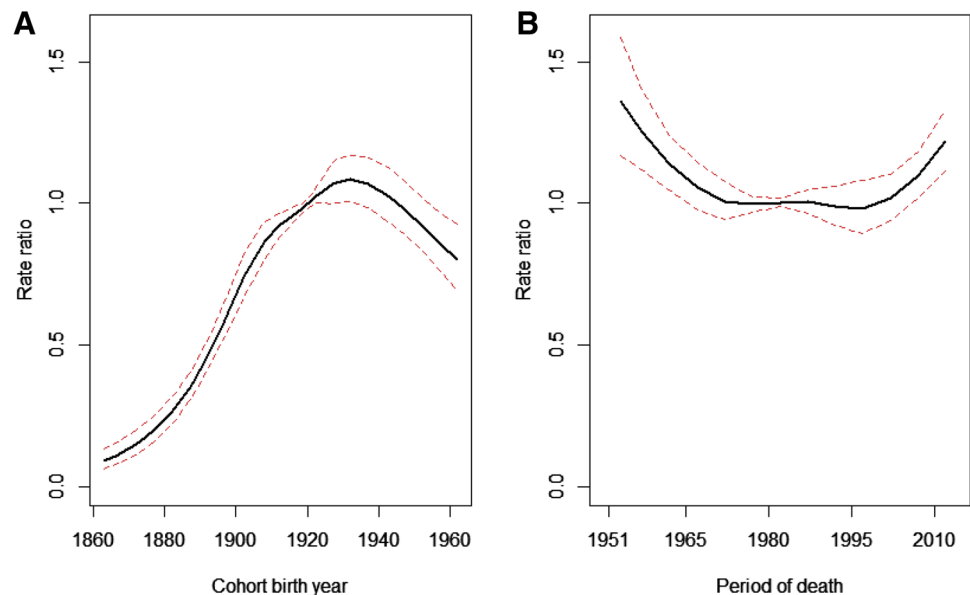 A
Rate ratio
1.5
1.0
0.5
0.0
1860 1880 1900 1920 1940 1960
Cohort birth year
B
Rate ratio
1.5
1.0
0.5
0.0
1951 1965 1980 1995 2010
Period of death